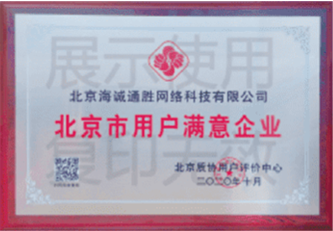 展示使用
北京海诚通胜网络科技有限公司
北京市用户满意企业
复印无效
北京质协用户评价中心
二〇二〇年十月